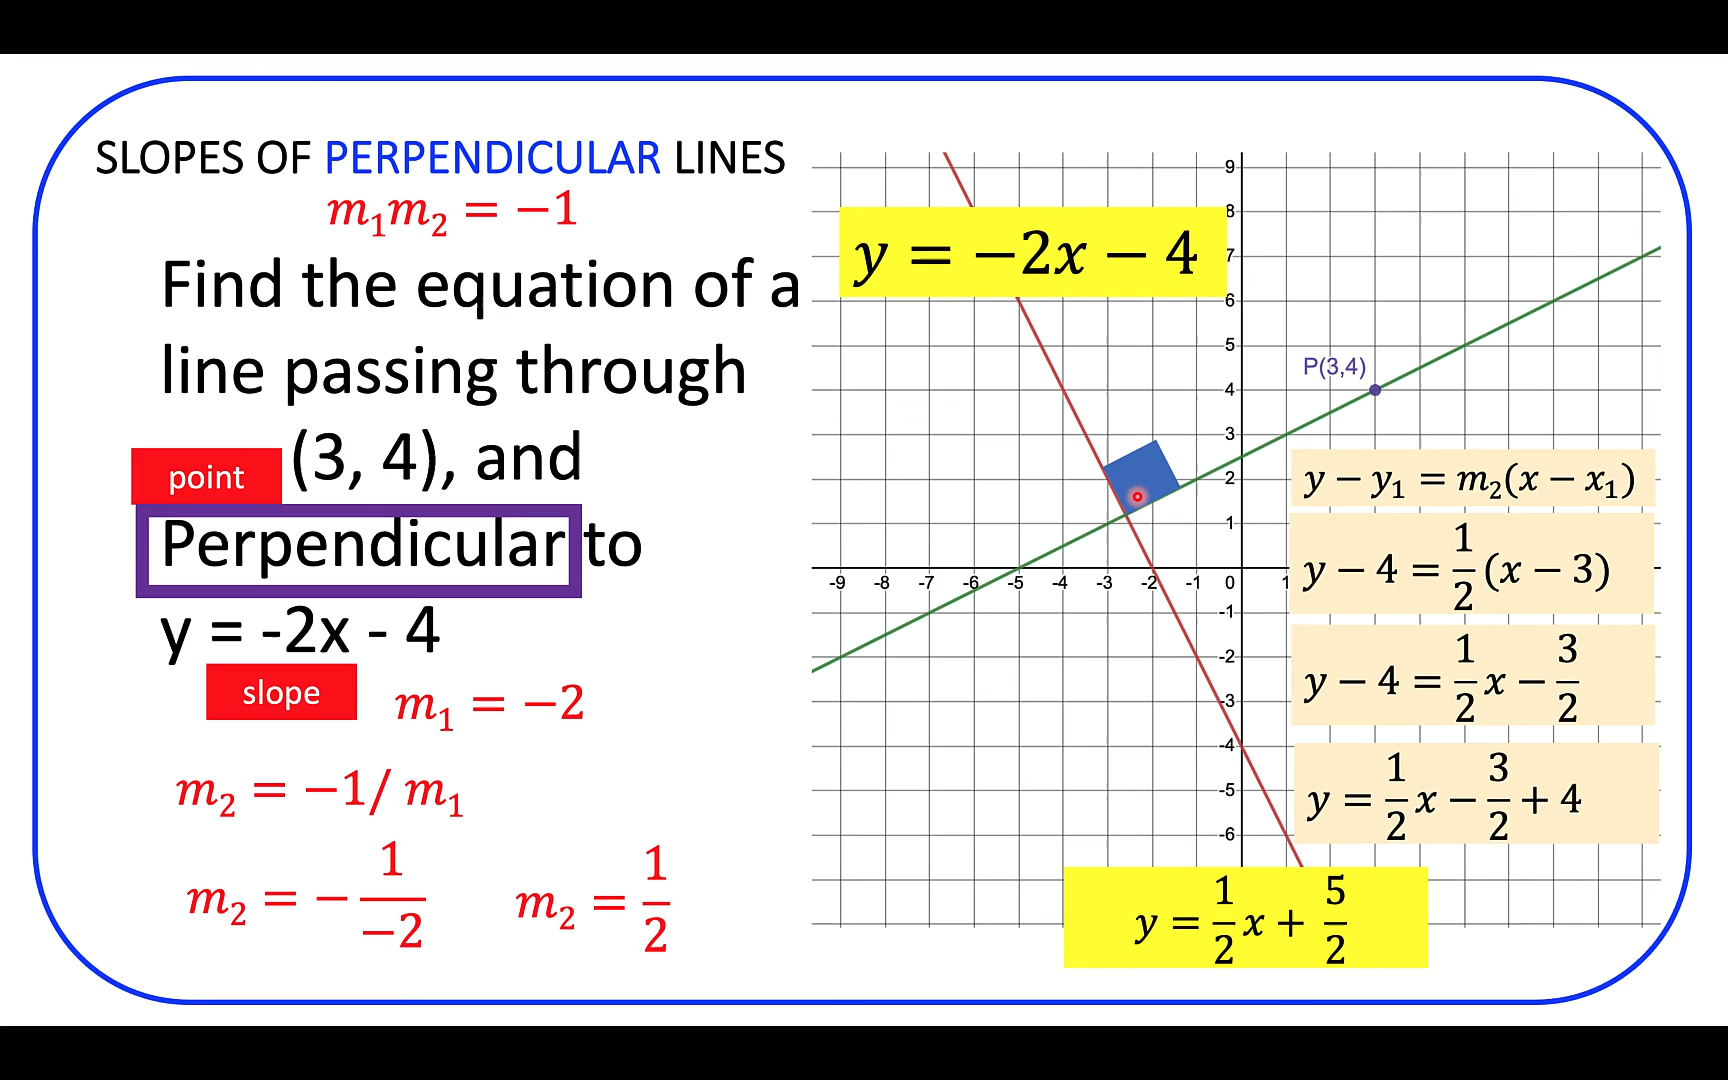 SLOPES OF PERPENDICULAR LINES
m₁m₂ = −1
Find the equation of a
line passing through
point (3, 4), and
Perpendicular to
y = -2x - 4
slope m₁ = −2
m₂ = −1/ m₁
m₂ = − 1/−2 m₂ = 1/2
y = −2x − 4
9
8
7
6
5
4
3
2
1
-9 -8 -7 -6 -5 -4 -3 -2 -1 0 1
-1
-2
-3
-4
-5
-6
P(3,4)
y − y₁ = m₂(x − x₁)
y − 4 = 1/2 (x − 3)
y − 4 = 1/2 x − 3/2
y = 1/2 x − 3/2 + 4
y = 1/2 x + 5/2